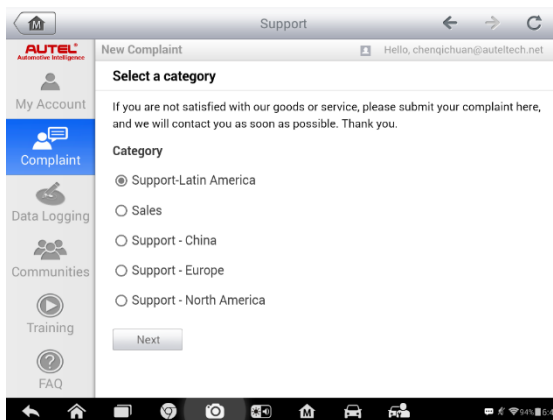 Support
AUTEL
Automotive Intelligence
New Complaint
Hello, chenqichuan@auteltech.net
My Account
Complaint
Data Logging
Communities
Training
FAQ
Select a category
If you are not satisfied with our goods or service, please submit your complaint here,
and we will contact you as soon as possible. Thank you.
Category
Support-Latin America
Sales
Support - China
Support - Europe
Support - North America
Next
94%